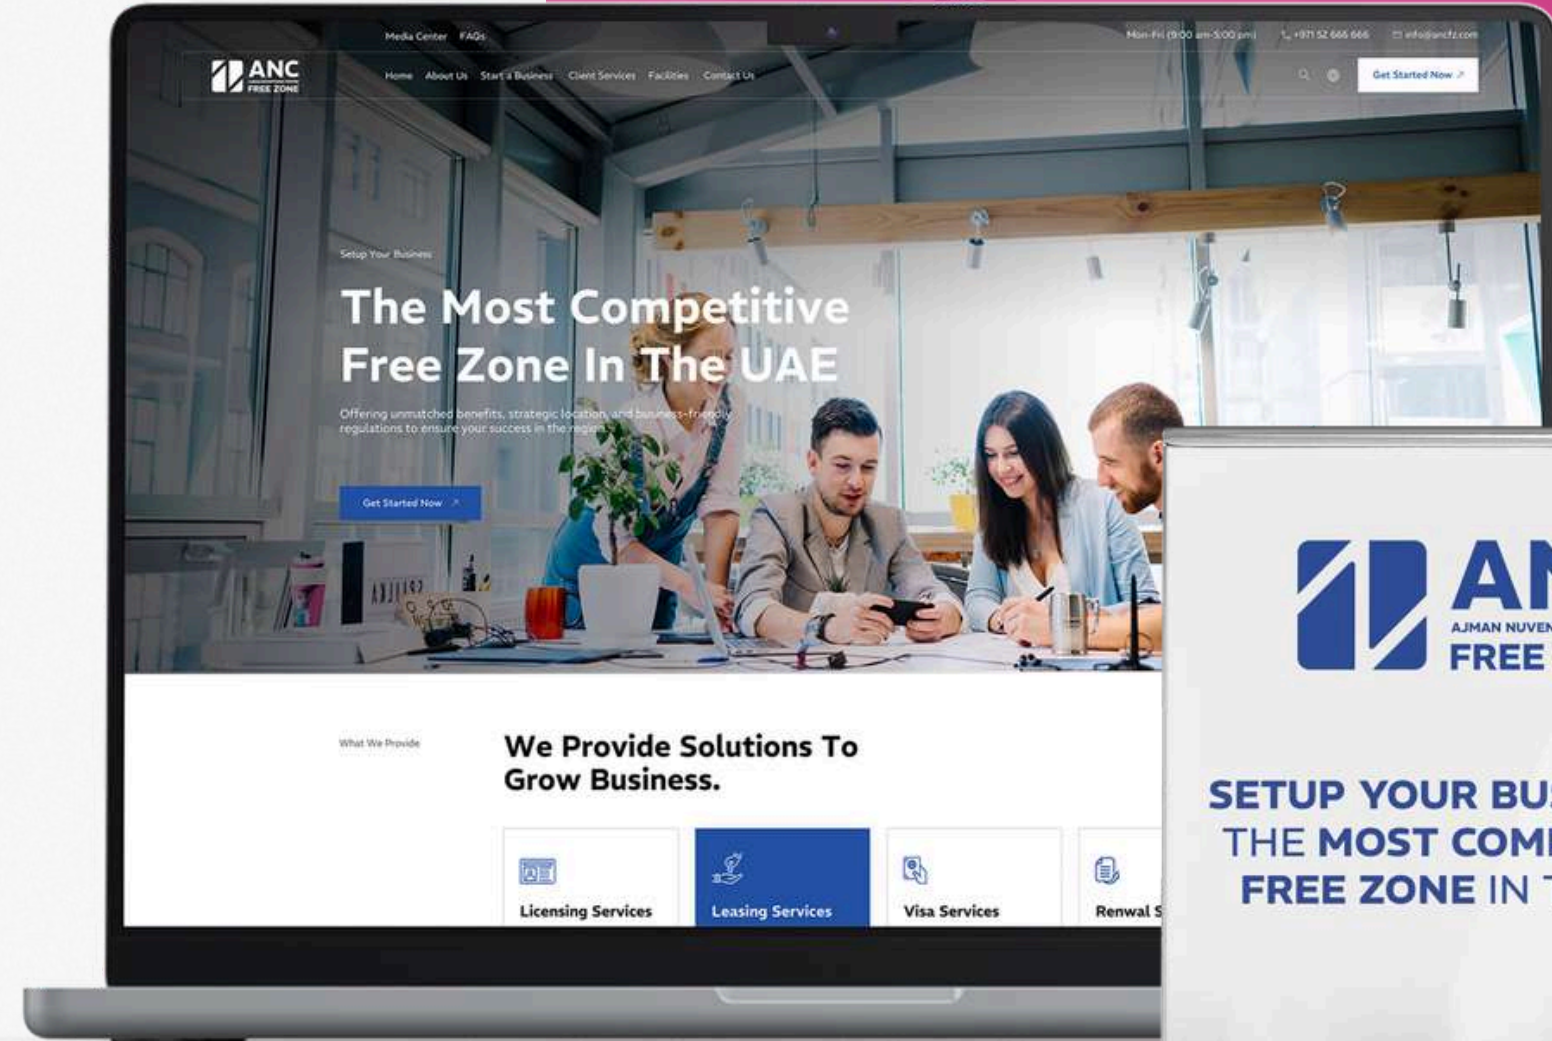 Media Center FAQs
Mon-Fri (9:00 am-5:00 pm) +971 52 666 666 info@ancfz.com
ANC
FREE ZONE
Home About Us Start a Business Client Services Facilities Contact Us
Get Started Now
Setup Your Business
The Most Competitive
Free Zone In The UAE
Offering unmatched benefits, strategic location, and business-friendly
regulations to ensure your success in the region
Get Started Now
What We Provide
We Provide Solutions To
Grow Business.
Licensing Services
Leasing Services
Visa Services
Renwal S
AN
AJMAN NUVEN
FREE
SETUP YOUR BUS
THE MOST COM
FREE ZONE IN T